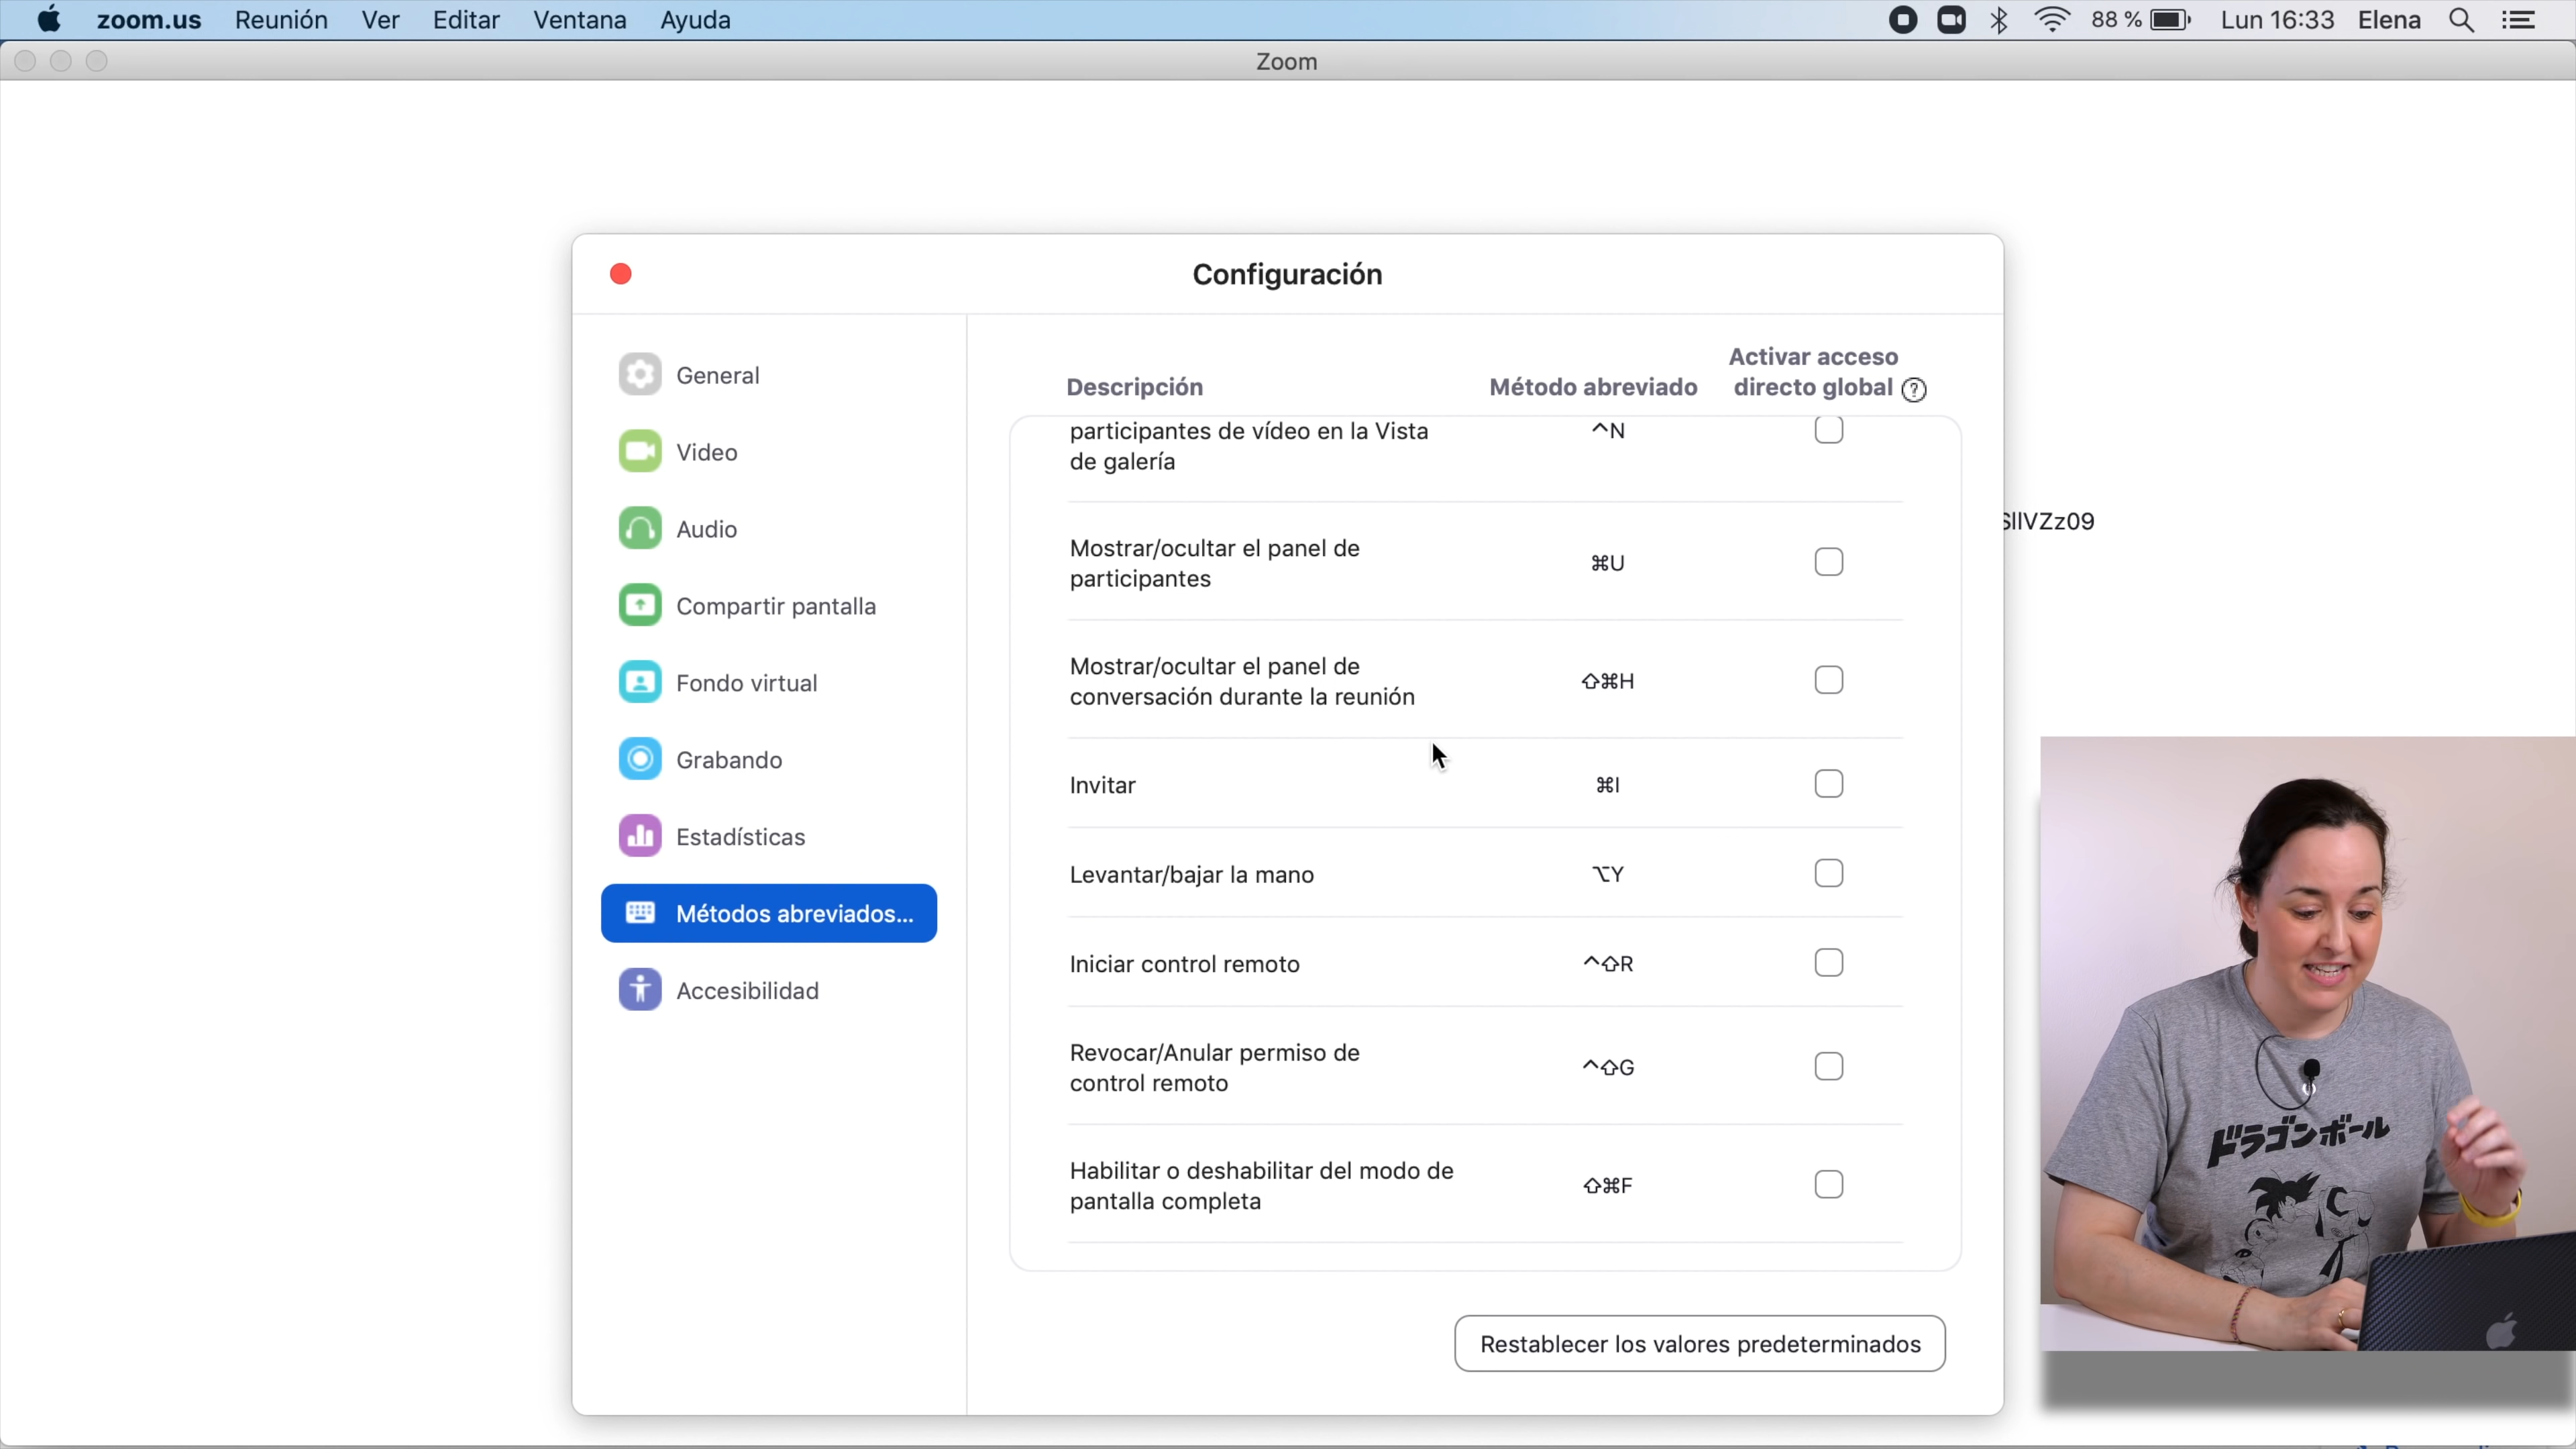 zoom.us Reunión Ver Editar Ventana Ayuda
88 % Lun 16:33 Elena
Zoom
Configuración
General
Video
Audio
Compartir pantalla
Fondo virtual
Grabando
Estadísticas
Métodos abreviados...
Accesibilidad
Descripción
Método abreviado
Activar acceso
directo global ?
participantes de vídeo en la Vista
de galería
^N
Mostrar/ocultar el panel de
participantes
⌘U
Mostrar/ocultar el panel de
conversación durante la reunión
⇧⌘H
Invitar
⌘I
Levantar/bajar la mano
⌥Y
Iniciar control remoto
^⇧R
Revocar/Anular permiso de
control remoto
^⇧G
Habilitar o deshabilitar del modo de
pantalla completa
⇧⌘F
Restablecer los valores predeterminados
ドラゴンボール